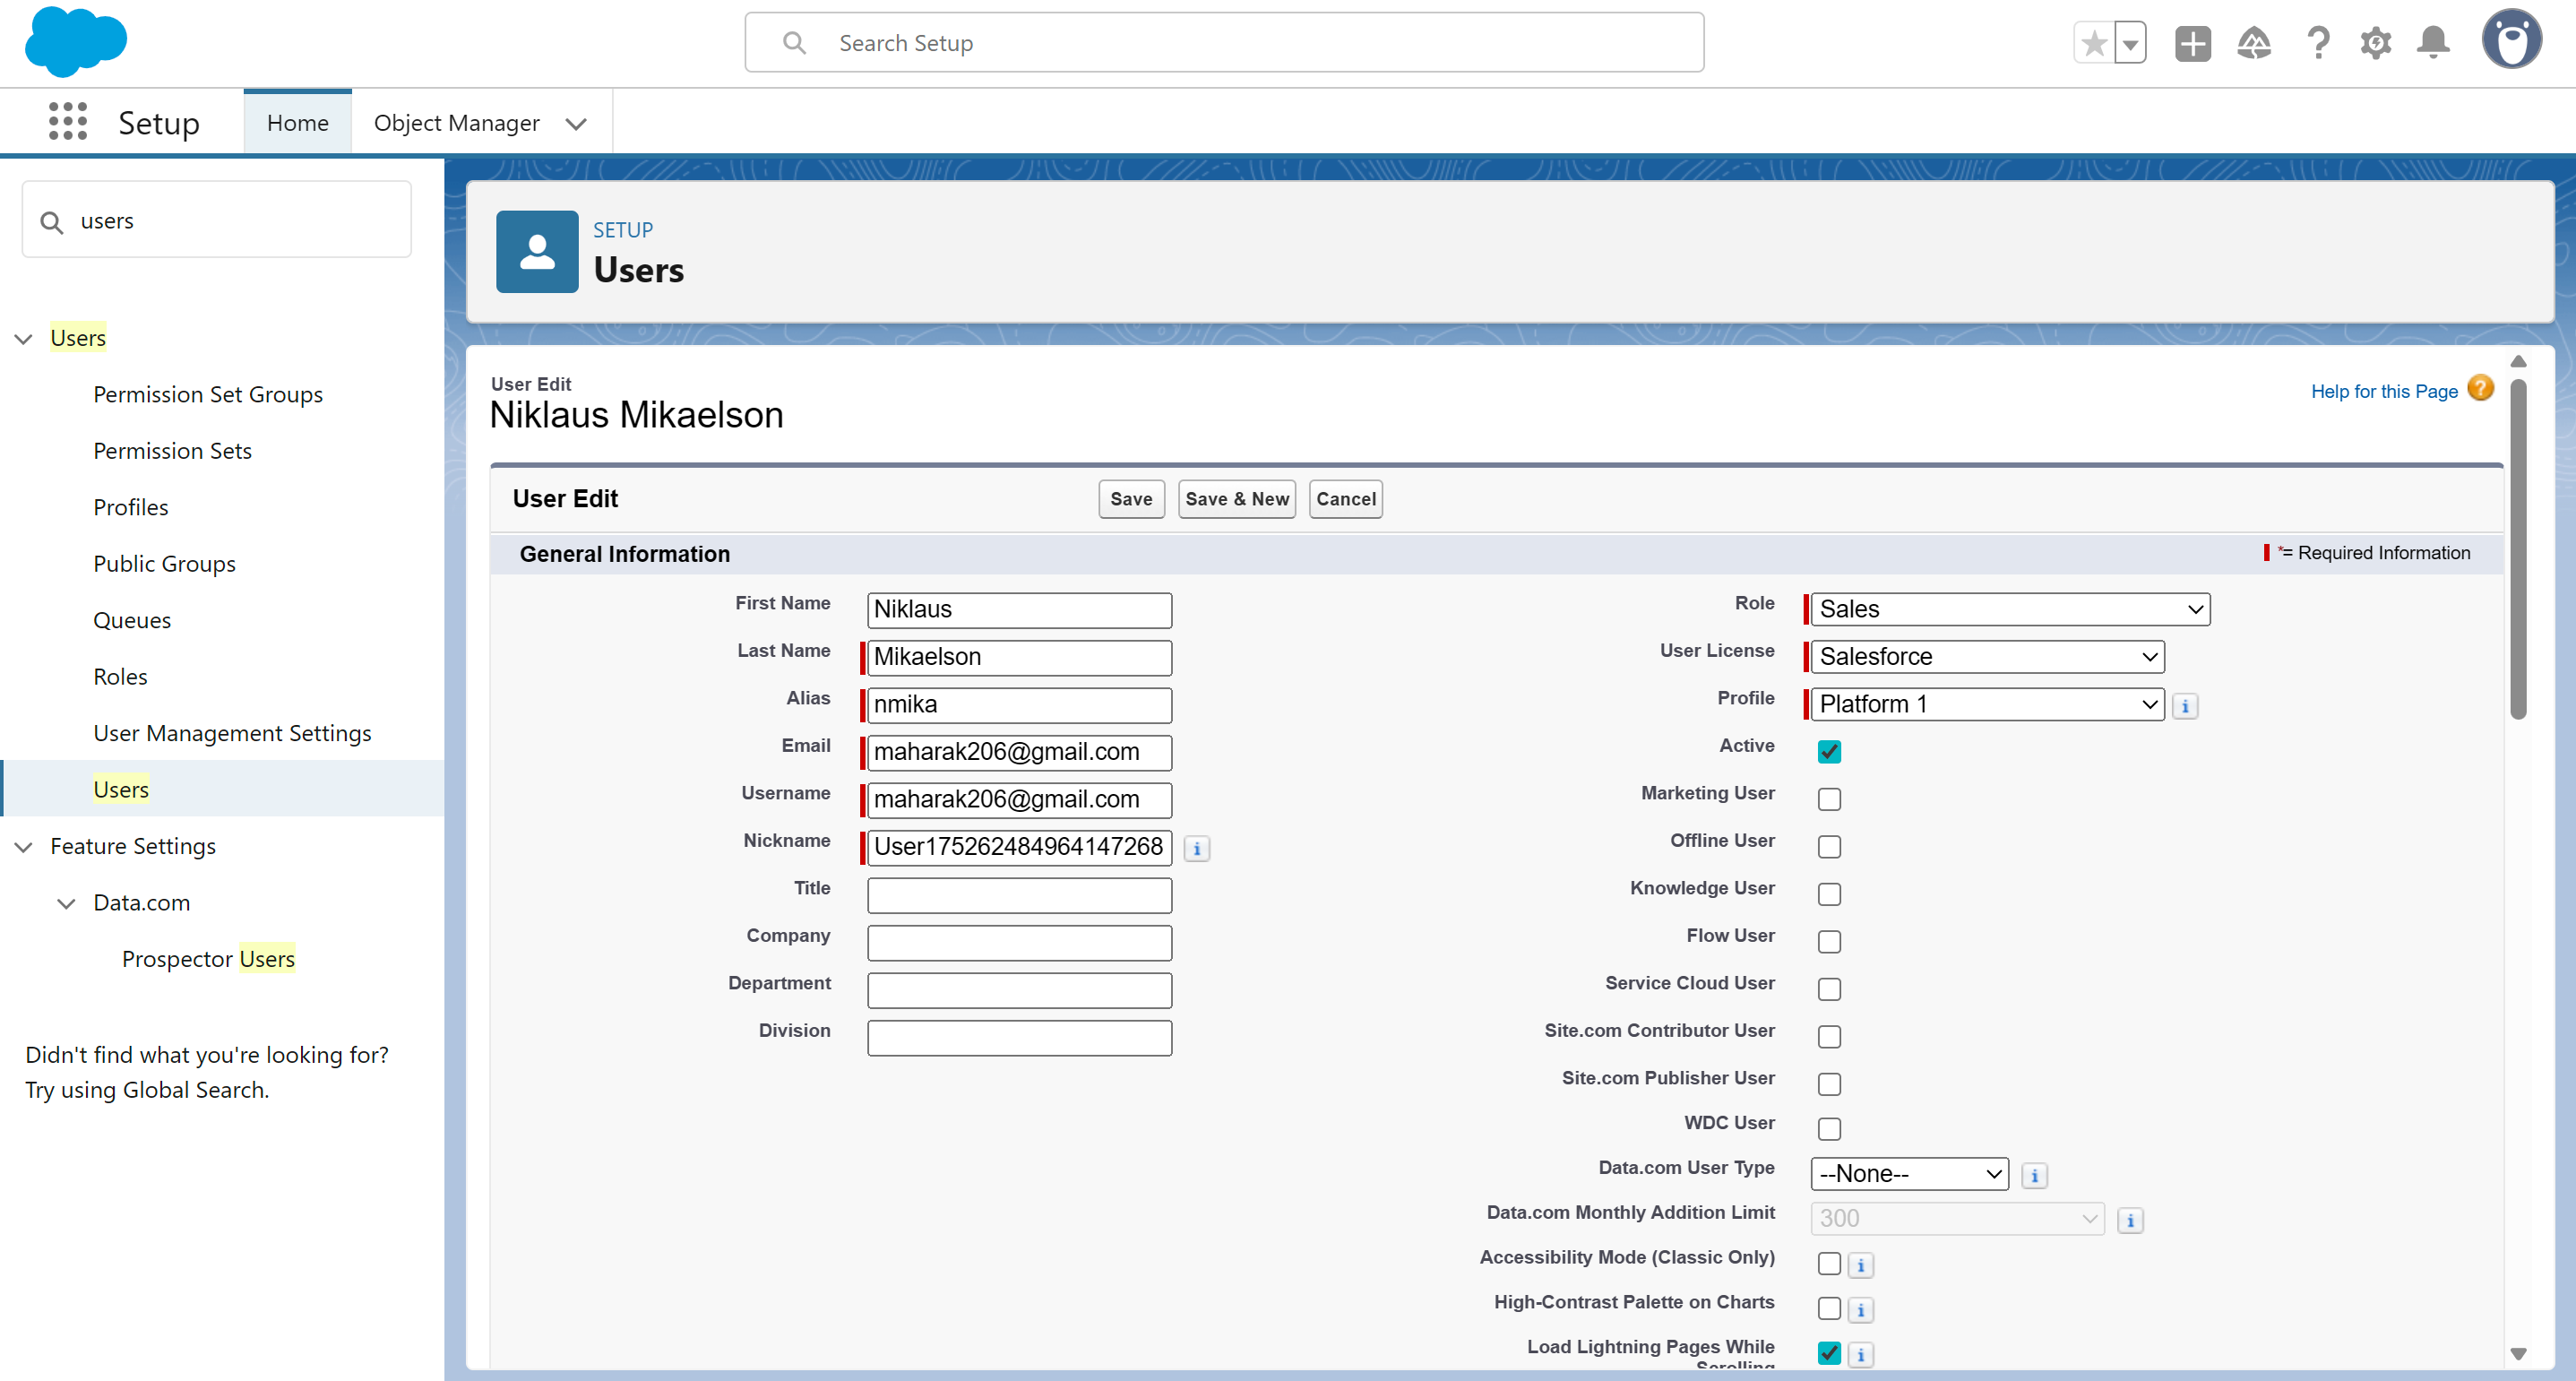 Search Setup
Setup
Home
Object Manager
users
Users
Permission Set Groups
Permission Sets
Profiles
Public Groups
Queues
Roles
User Management Settings
Users
Feature Settings
Data.com
Prospector Users
Didn't find what you're looking for?
Try using Global Search.
SETUP
Users
User Edit
Niklaus Mikaelson
Help for this Page
User Edit
Save
Save & New
Cancel
General Information
*= Required Information
First Name Niklaus
Last Name Mikaelson
Alias nmika
Email maharak206@gmail.com
Username maharak206@gmail.com
Nickname User175262484964147268
Title
Company
Department
Division
Role Sales
User License Salesforce
Profile Platform 1
Active
Marketing User
Offline User
Knowledge User
Flow User
Service Cloud User
Site.com Contributor User
Site.com Publisher User
WDC User
Data.com User Type --None--
Data.com Monthly Addition Limit 300
Accessibility Mode (Classic Only)
High-Contrast Palette on Charts
Load Lightning Pages While
Scrolling